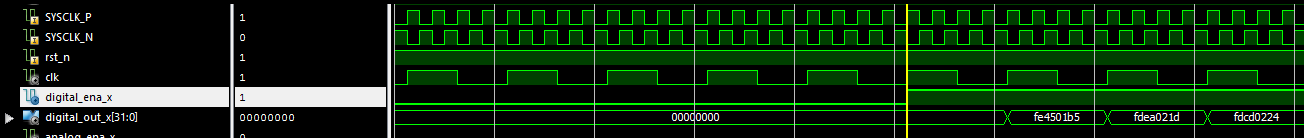 SYSCLK_P 1
SYSCLK_N 0
rst_n 1
clk 1
digital_ena_x 1
digital_out_x[31:0] 00000000 00000000 fe4501b5 fdea021d fdcd0224
analog_ena_x 0